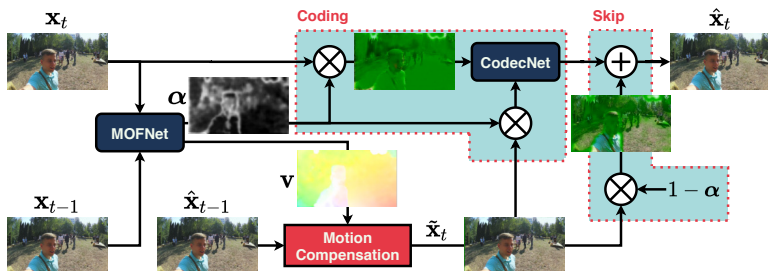 𝐱ₜ
Coding
Skip
𝐱̂ₜ
CodecNet
𝜶
MOFNet
𝐯
𝐱ₜ₋₁
𝐱̂ₜ₋₁
Motion
Compensation
𝐱̃ₜ
1 − 𝜶